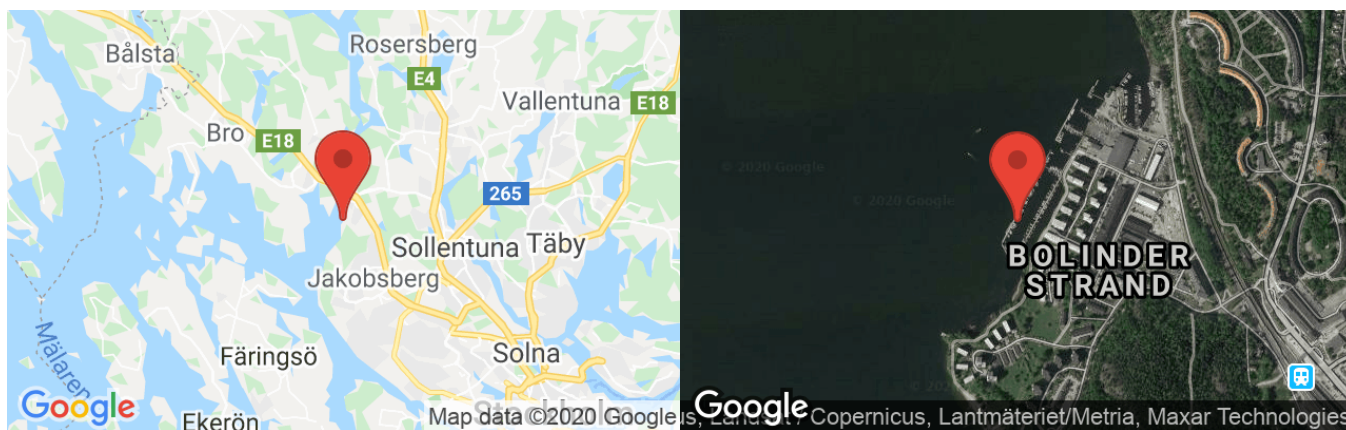 Rosersberg
Bålsta
E4
Vallentuna
E18
Bro
E18
265
Sollentuna
Täby
Jakobsberg
Mälaren
Färingsö
Solna
Ekerön
Google
Map data ©2020 Google
© 2020 Google
© 2020 Google
BOLINDER
STRAND
Google
/ Copernicus, Lantmäteriet/Metria, Maxar Technologies